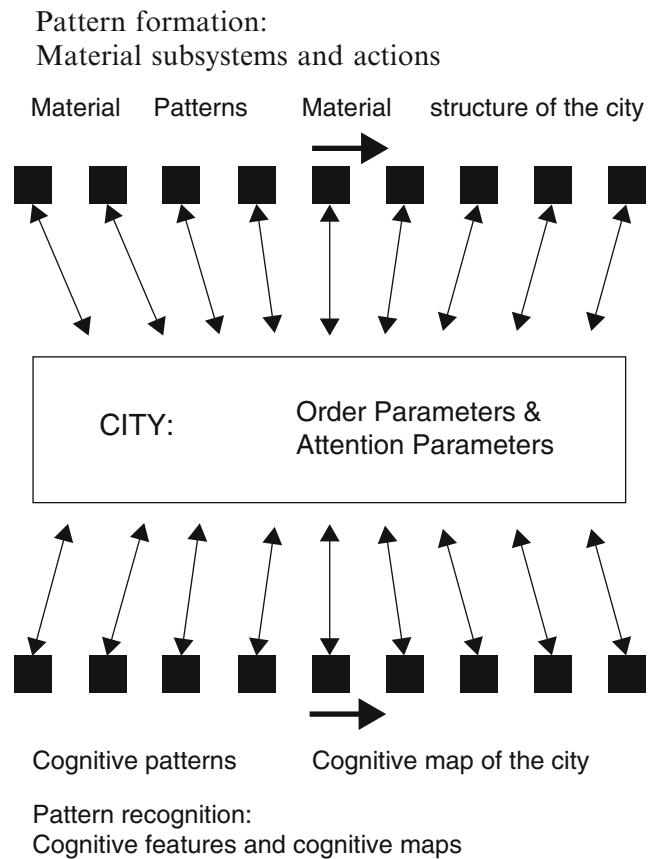 Pattern formation:
Material subsystems and actions
Material Patterns Material structure of the city
CITY: Order Parameters &
Attention Parameters
Cognitive patterns Cognitive map of the city
Pattern recognition:
Cognitive features and cognitive maps